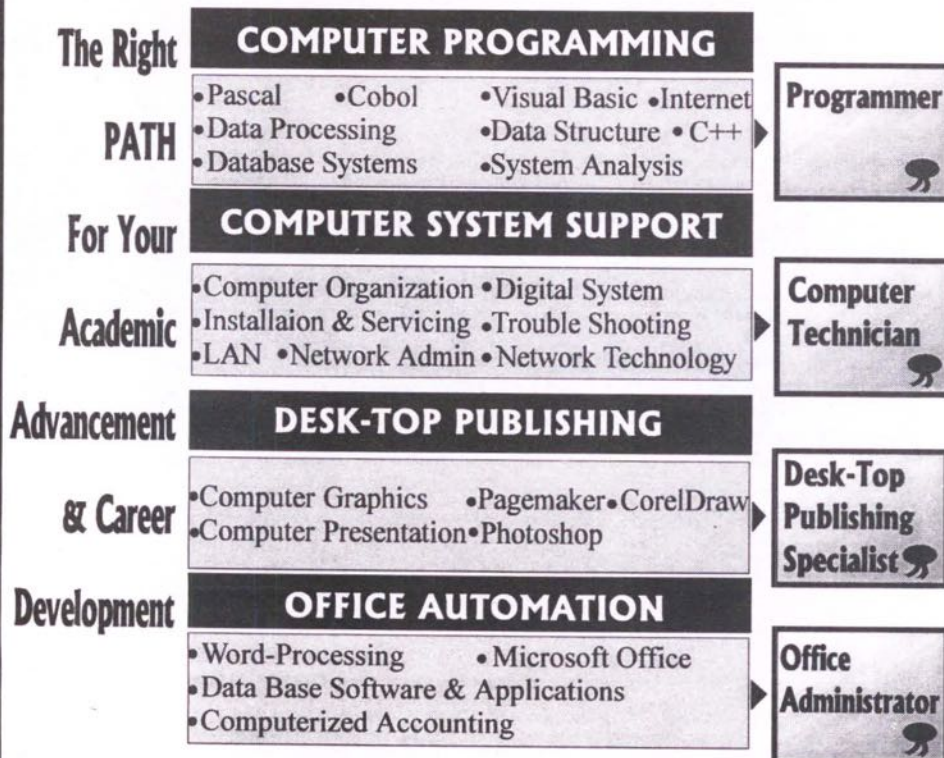 The Right
PATH
For Your
Academic
Advancement
& Career
Development
COMPUTER PROGRAMMING
•Pascal •Cobol •Visual Basic •Internet
•Data Processing •Data Structure •C++
•Database Systems •System Analysis
Programmer
COMPUTER SYSTEM SUPPORT
•Computer Organization •Digital System
•Installaion & Servicing •Trouble Shooting
•LAN •Network Admin •Network Technology
Computer
Technician
DESK-TOP PUBLISHING
•Computer Graphics •Pagemaker •CorelDraw
•Computer Presentation •Photoshop
Desk-Top
Publishing
Specialist
OFFICE AUTOMATION
•Word-Processing •Microsoft Office
•Data Base Software & Applications
•Computerized Accounting
Office
Administrator